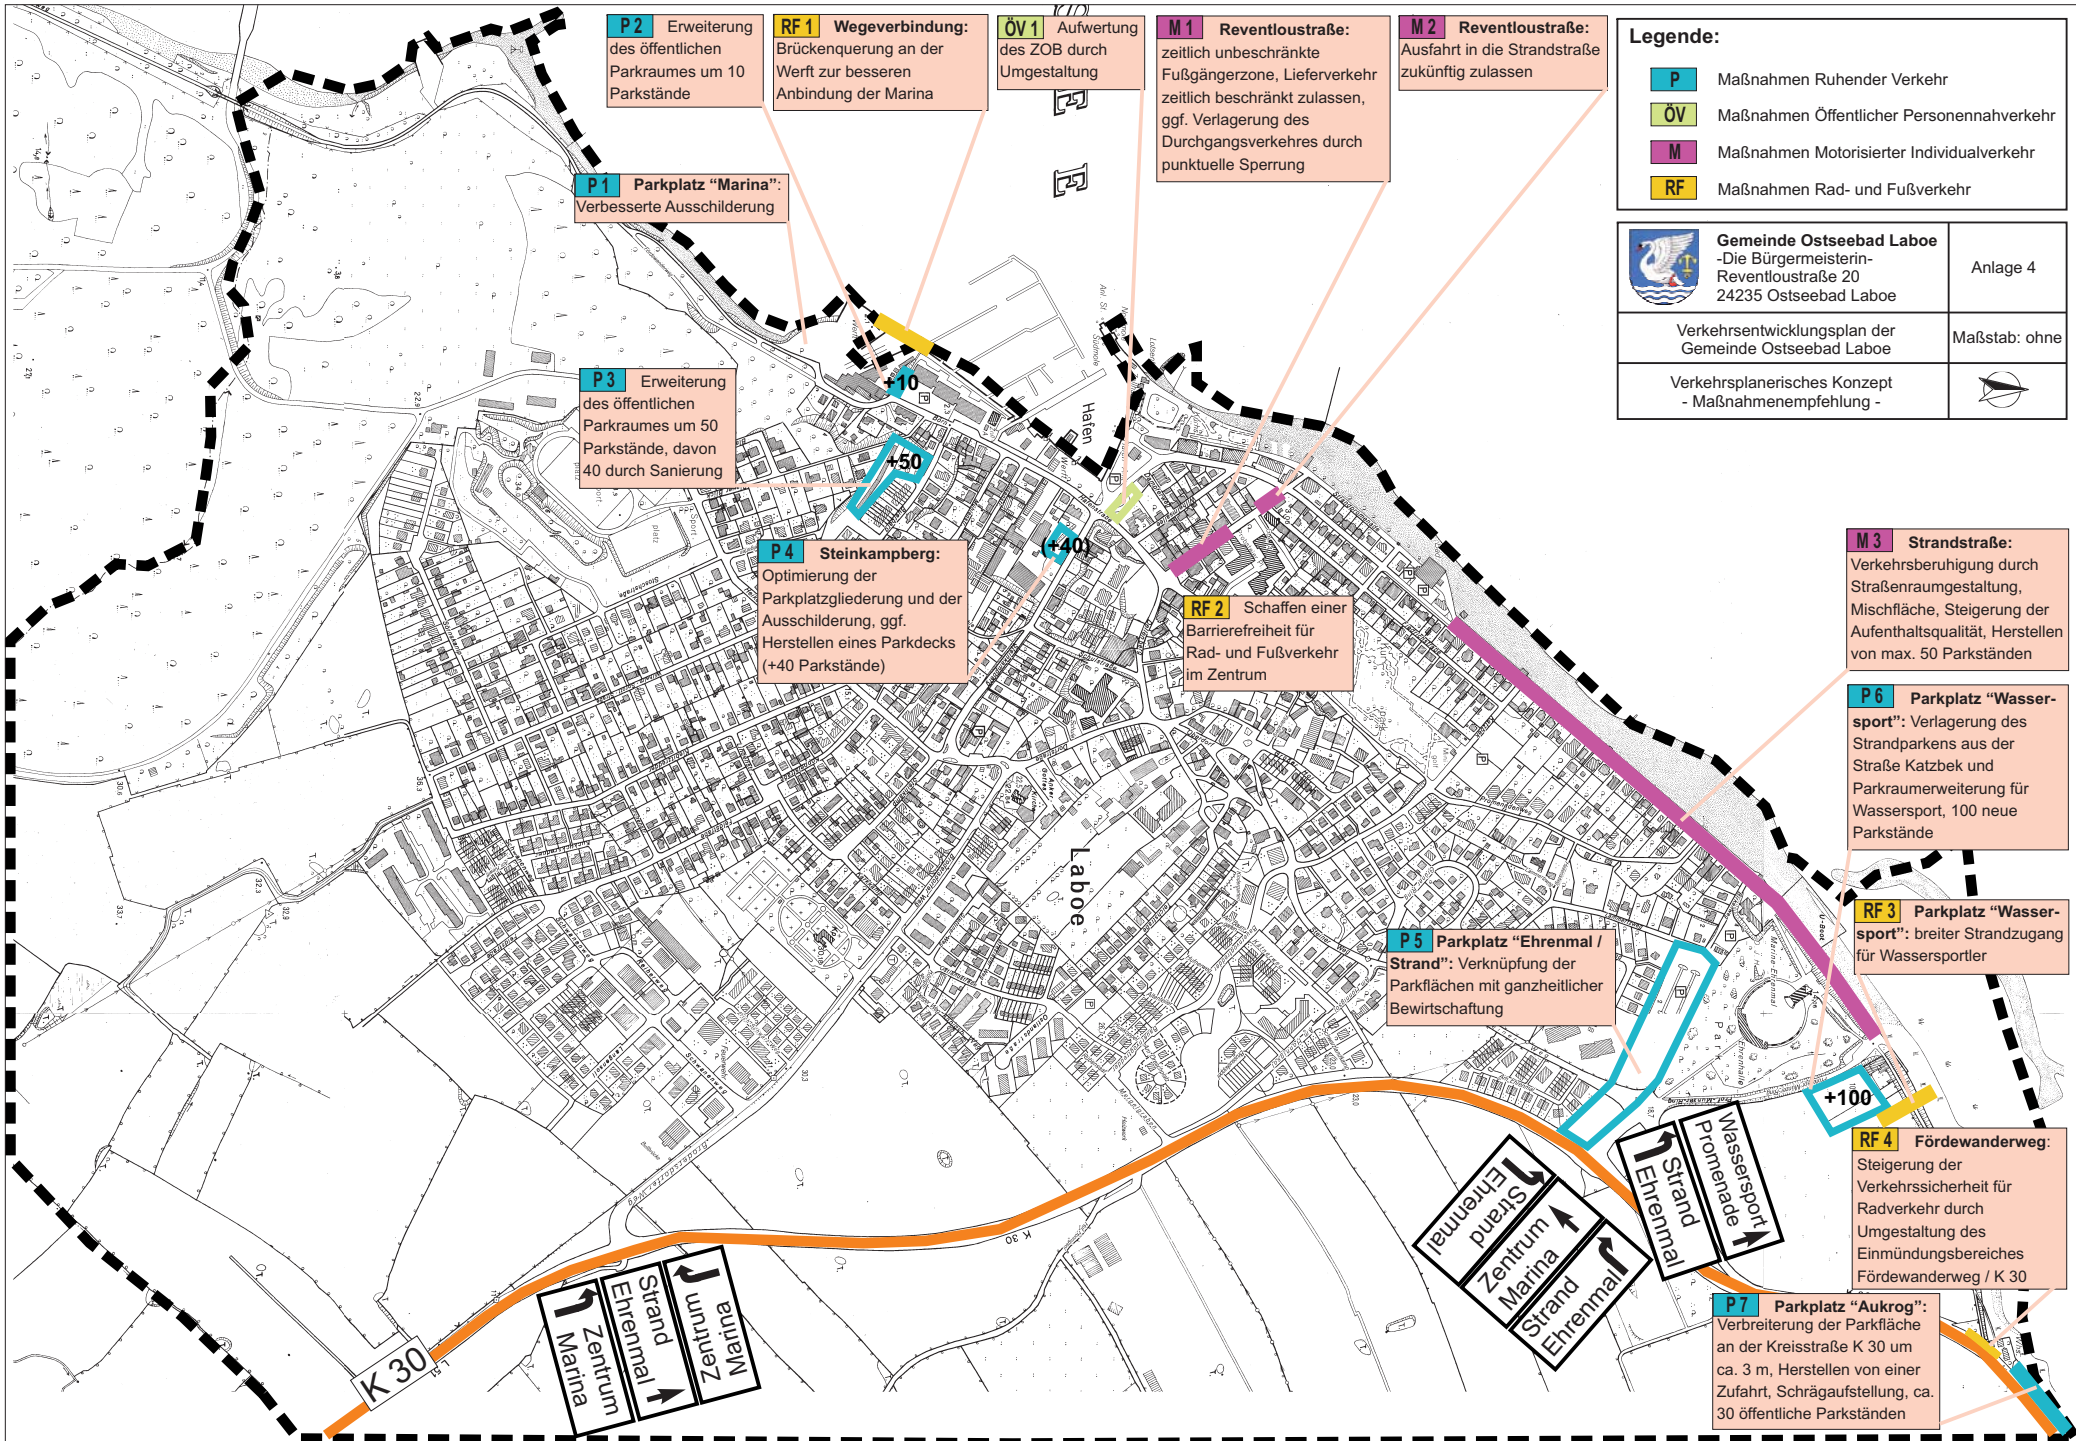 P 2 Erweiterung
des öffentlichen
Parkraumes um 10
Parkstände
RF 1 Wegeverbindung:
Brückenquerung an der
Werft zur besseren
Anbindung der Marina
ÖV 1 Aufwertung
des ZOB durch
Umgestaltung
M 1 Reventloustraße:
zeitlich unbeschränkte
Fußgängerzone, Lieferverkehr
zeitlich beschränkt zulassen,
ggf. Verlagerung des
Durchgangsverkehres durch
punktuelle Sperrung
M 2 Reventloustraße:
Ausfahrt in die Strandstraße
zukünftig zulassen
Legende:
P Maßnahmen Ruhender Verkehr
ÖV Maßnahmen Öffentlicher Personennahverkehr
M Maßnahmen Motorisierter Individualverkehr
RF Maßnahmen Rad- und Fußverkehr
Gemeinde Ostseebad Laboe
-Die Bürgermeisterin-
Reventloustraße 20
24235 Ostseebad Laboe
Anlage 4
Verkehrsentwicklungsplan der
Gemeinde Ostseebad Laboe
Maßstab: ohne
Verkehrsplanerisches Konzept
- Maßnahmenempfehlung -
P 1 Parkplatz “Marina”:
Verbesserte Ausschilderung
P 3 Erweiterung
des öffentlichen
Parkraumes um 50
Parkstände, davon
40 durch Sanierung
+10
+50
(+40)
Hafen
P 4 Steinkampberg:
Optimierung der
Parkplatzgliederung und der
Ausschilderung, ggf.
Herstellen eines Parkdecks
(+40 Parkstände)
RF 2 Schaffen einer
Barrierefreiheit für
Rad- und Fußverkehr
im Zentrum
M 3 Strandstraße:
Verkehrsberuhigung durch
Straßenraumgestaltung,
Mischfläche, Steigerung der
Aufenthaltsqualität, Herstellen
von max. 50 Parkständen
P 6 Parkplatz “Wasser-
sport”: Verlagerung des
Strandparkens aus der
Straße Katzbek und
Parkraumerweiterung für
Wassersport, 100 neue
Parkstände
Laboe
RF 3 Parkplatz “Wasser-
sport”: breiter Strandzugang
für Wassersportler
P 5 Parkplatz “Ehrenmal /
Strand”: Verknüpfung der
Parkflächen mit ganzheitlicher
Bewirtschaftung
U-Boot
Marine-Ehrenmal
Ehrenhalle
Park
+100
RF 4 Fördewanderweg:
Steigerung der
Verkehrssicherheit für
Radverkehr durch
Umgestaltung des
Einmündungsbereiches
Fördewanderweg / K 30
P 7 Parkplatz “Aukrog”:
Verbreiterung der Parkfläche
an der Kreisstraße K 30 um
ca. 3 m, Herstellen von einer
Zufahrt, Schrägaufstellung, ca.
30 öffentliche Parkständen
Wassersport
Promenade
Strand
Ehrenmal
Strand
Ehrenmal
Zentrum
Marina
Strand
Ehrenmal
K 30
Brodersdorfer Weg
Marina
Zentrum
Strand
Ehrenmal
Zentrum
Marina
K 30